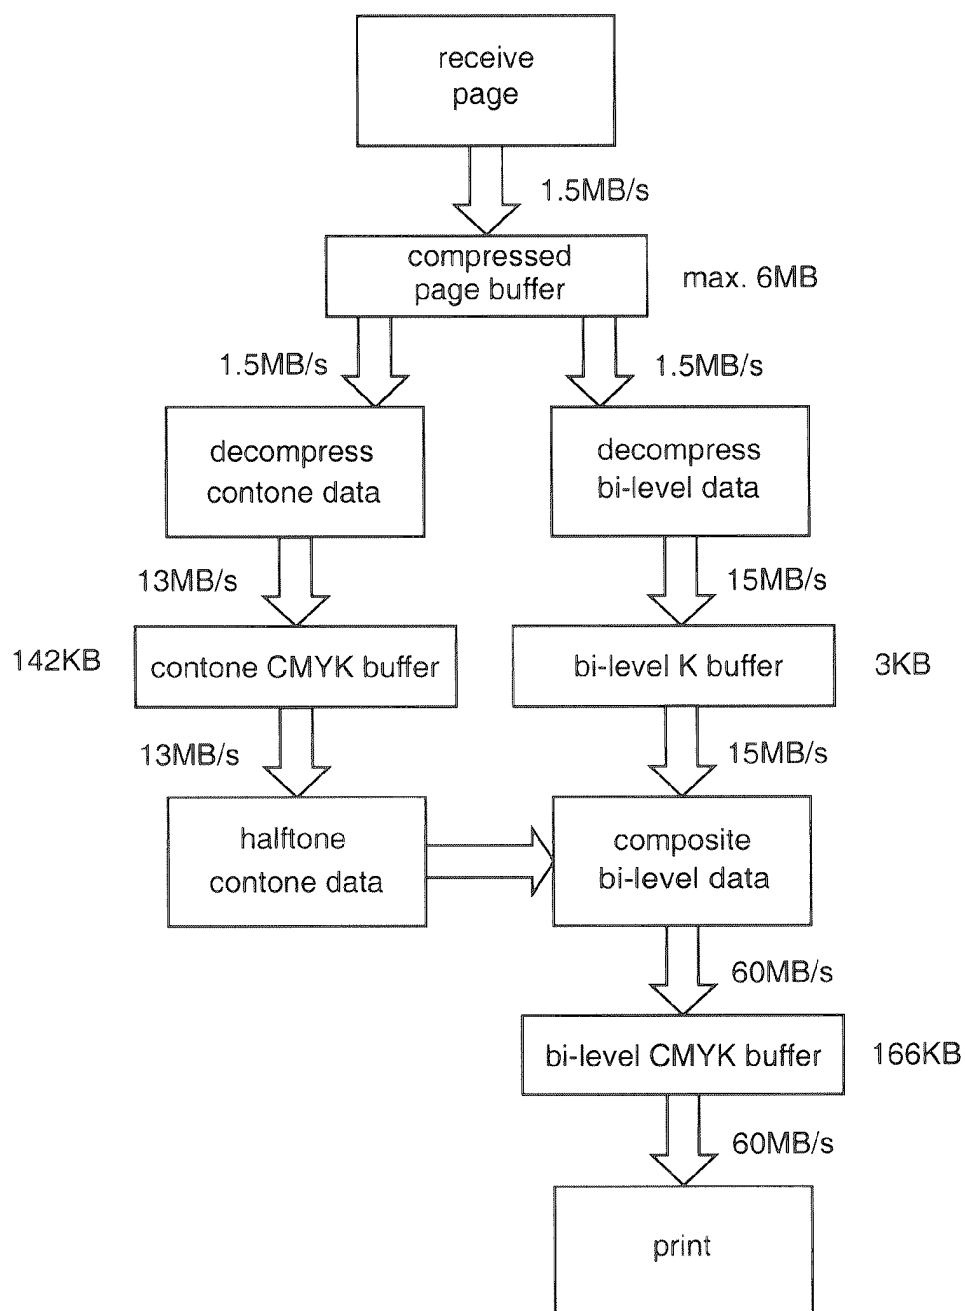 receive
page
1.5MB/s
compressed
page buffer
max. 6MB
1.5MB/s
1.5MB/s
decompress
contone data
decompress
bi-level data
13MB/s
15MB/s
142KB
contone CMYK buffer
bi-level K buffer
3KB
13MB/s
15MB/s
halftone
contone data
composite
bi-level data
60MB/s
bi-level CMYK buffer
166KB
60MB/s
print